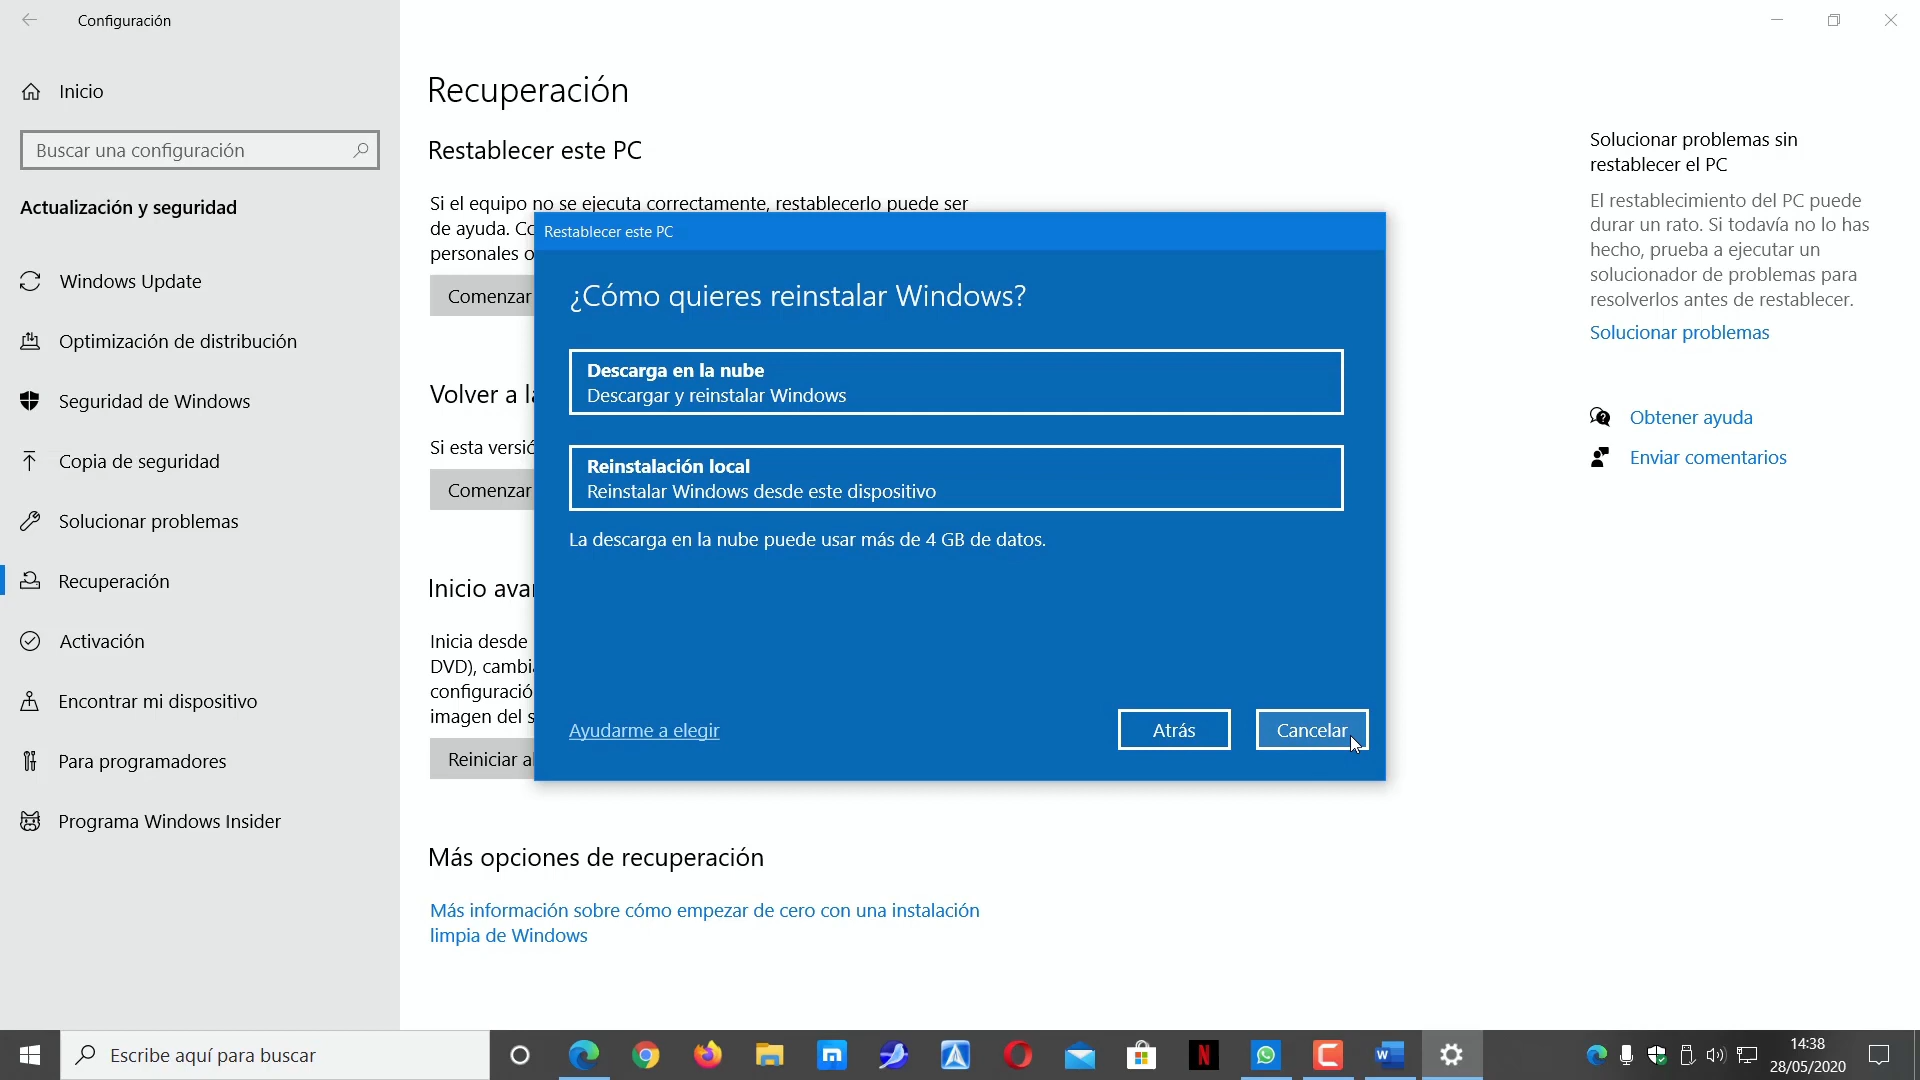 Configuración
Inicio
Buscar una configuración
Actualización y seguridad
Windows Update
Optimización de distribución
Seguridad de Windows
Copia de seguridad
Solucionar problemas
Recuperación
Activación
Encontrar mi dispositivo
Para programadores
Programa Windows Insider
Recuperación
Restablecer este PC
Si el equipo no se ejecuta correctamente, restablecerlo puede ser
de ayuda.
personales
Comenzar
Volver a
Si esta
Comenzar
Inicio
Inicia desde
DVD),
imagen del
Reiniciar
Más opciones de recuperación
Más información sobre cómo empezar de cero con una instalación
limpia de Windows
Restablecer este PC
¿Cómo quieres reinstalar Windows?
Descarga en la nube
Descargar y reinstalar Windows
Reinstalación local
Reinstalar Windows desde este dispositivo
La descarga en la nube puede usar más de 4 GB de datos.
Ayudarme a elegir
Atrás
Cancelar
Solucionar problemas sin
restablecer el PC
El restablecimiento del PC puede
durar un rato. Si todavía no lo has
hecho, prueba a ejecutar un
solucionador de problemas para
resolverlos antes de restablecer.
Solucionar problemas
Obtener ayuda
Enviar comentarios
Escribe aquí para buscar
14:38
28/05/2020